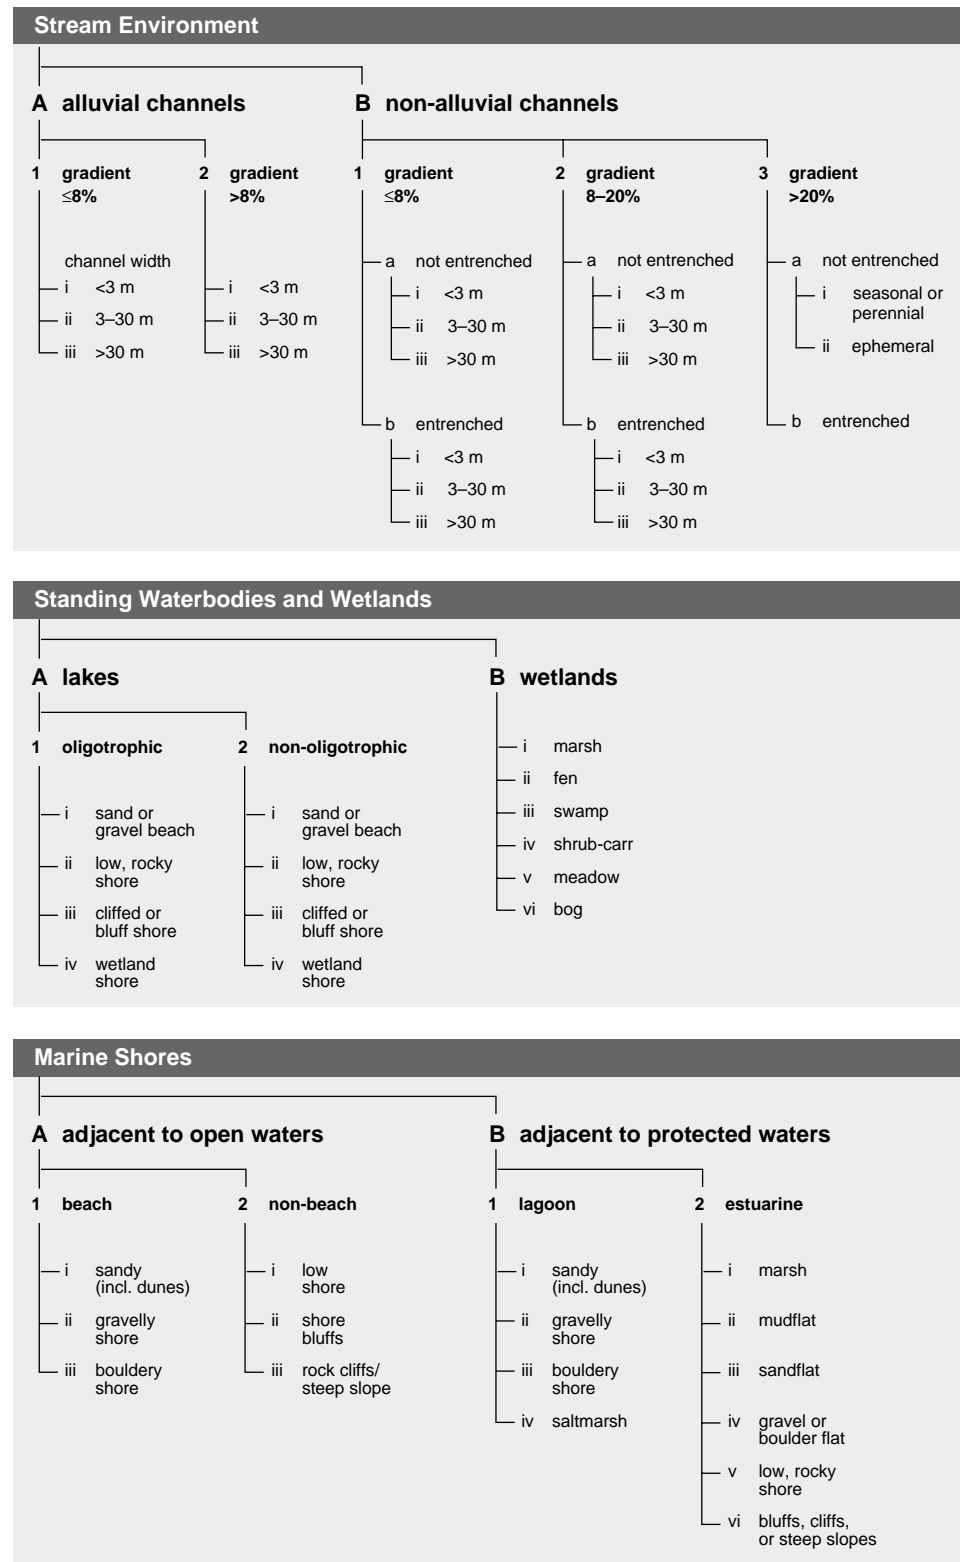 Stream Environment
A alluvial channels
B non-alluvial channels
1 gradient
≤8%
2 gradient
>8%
1 gradient
≤8%
2 gradient
8–20%
3 gradient
>20%
channel width
i <3 m
ii 3–30 m
iii >30 m
i <3 m
ii 3–30 m
iii >30 m
a not entrenched
i <3 m
ii 3–30 m
iii >30 m
b entrenched
i <3 m
ii 3–30 m
iii >30 m
a not entrenched
i <3 m
ii 3–30 m
iii >30 m
b entrenched
i <3 m
ii 3–30 m
iii >30 m
a not entrenched
i seasonal or
perennial
ii ephemeral
b entrenched
Standing Waterbodies and Wetlands
A lakes
B wetlands
1 oligotrophic
i sand or
gravel beach
ii low, rocky
shore
iii cliffed or
bluff shore
iv wetland
shore
2 non-oligotrophic
i sand or
gravel beach
ii low, rocky
shore
iii cliffed or
bluff shore
iv wetland
shore
i marsh
ii fen
iii swamp
iv shrub-carr
v meadow
vi bog
Marine Shores
A adjacent to open waters
B adjacent to protected waters
1 beach
i sandy
(incl. dunes)
ii gravelly
shore
iii bouldery
shore
2 non-beach
i low
shore
ii shore
bluffs
iii rock cliffs/
steep slope
1 lagoon
i sandy
(incl. dunes)
ii gravelly
shore
iii bouldery
shore
iv saltmarsh
2 estuarine
i marsh
ii mudflat
iii sandflat
iv gravel or
boulder flat
v low, rocky
shore
vi bluffs, cliffs,
or steep slopes